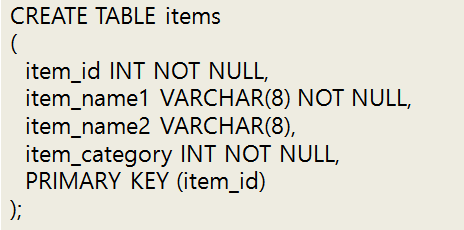 CREATE TABLE items
(
item_id INT NOT NULL,
item_name1 VARCHAR(8) NOT NULL,
item_name2 VARCHAR(8),
item_category INT NOT NULL,
PRIMARY KEY (item_id)
);